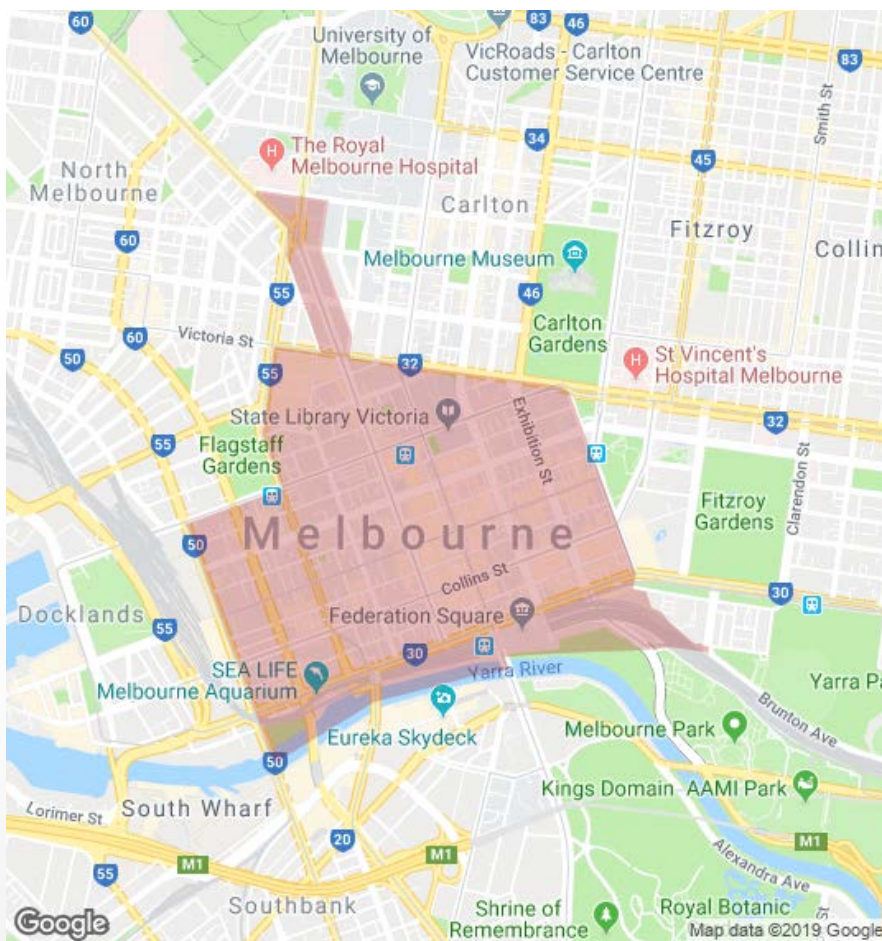 60
83
46
University of
Melbourne
VicRoads - Carlton
Customer Service Centre
83
Smith St
34
The Royal
Melbourne Hospital
H
45
North
Melbourne
Carlton
Fitzroy
60
Melbourne Museum
Collin
55
46
Carlton
Gardens
Victoria St
60
50
32
St Vincent's
Hospital Melbourne
H
55
Exhibition St
State Library Victoria
32
55
Flagstaff
Gardens
Clarendon St
Fitzroy
Gardens
50
Melbourne
Collins St
30
Docklands
Federation Square
55
30
SEA LIFE
Melbourne Aquarium
Yarra River
Yarra Pa
Brunton Ave
Melbourne Park
Eureka Skydeck
50
Kings Domain
AAMI Park
South Wharf
Lorimer St
20
M1
M1
M1
Alexandra Ave
55
Southbank
Shrine of
Remembrance
Royal Botanic
St
Google
Map data ©2019 Google